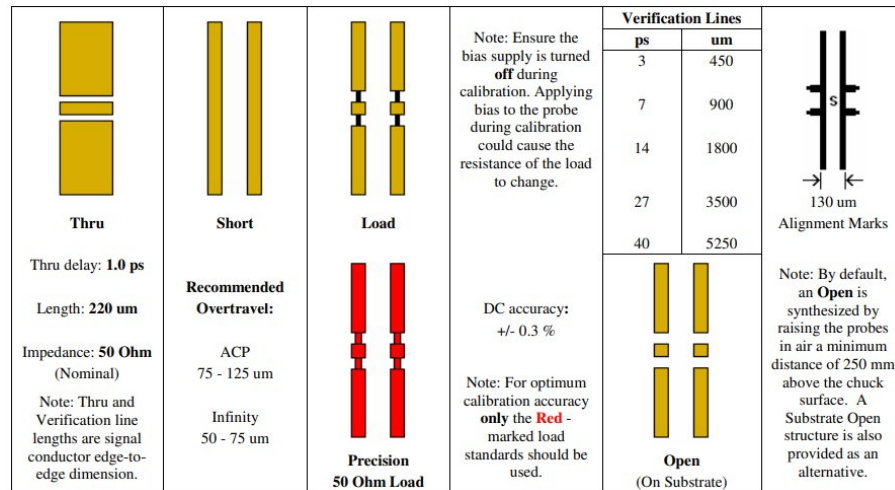 Thru
Thru delay: 1.0 ps
Length: 220 um
Impedance: 50 Ohm
(Nominal)
Note: Thru and
Verification line
lengths are signal
conductor edge-to-
edge dimension.
Short
Recommended
Overtravel:
ACP
75 - 125 um
Infinity
50 - 75 um
Load
Precision
50 Ohm Load
Note: Ensure the
bias supply is turned
off during
calibration. Applying
bias to the probe
during calibration
could cause the
resistance of the load
to change.
DC accuracy:
+/- 0.3 %
Note: For optimum
calibration accuracy
only the Red -
marked load
standards should be
used.
Verification Lines
ps um
3 450
7 900
14 1800
27 3500
40 5250
Open
(On Substrate)
S
130 um
Alignment Marks
Note: By default,
an Open is
synthesized by
raising the probes
in air a minimum
distance of 250 mm
above the chuck
surface. A
Substrate Open
structure is also
provided as an
alternative.